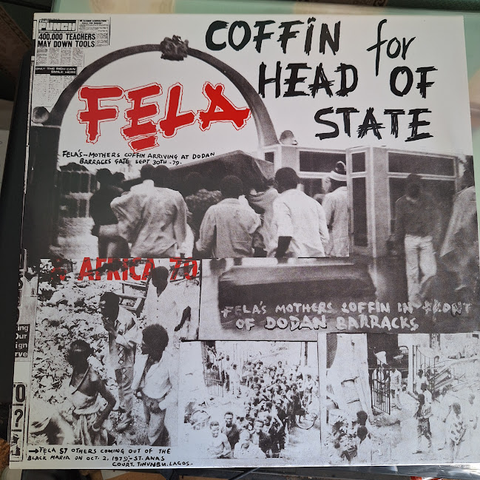 PUNCH
400,000 TEACHERS
MAY DOWN TOOLS
COFFIN for
HEAD OF
STATE
FELA
FELA'S~MOTHERS COFFIN ARRIVING AT DODAN
BARRACKS GATE SEPT 30TH-79-
AFRICA 70
FELA'S MOTHERS COFFIN IN-FRONT
OF DODAN BARRACKS
FELA 57 OTHERS COMING OUT OF THE
BLACK MARIA ON OCT. 2, 1979-ST. ANAS
COURT. TINUNBU. LAGOS.